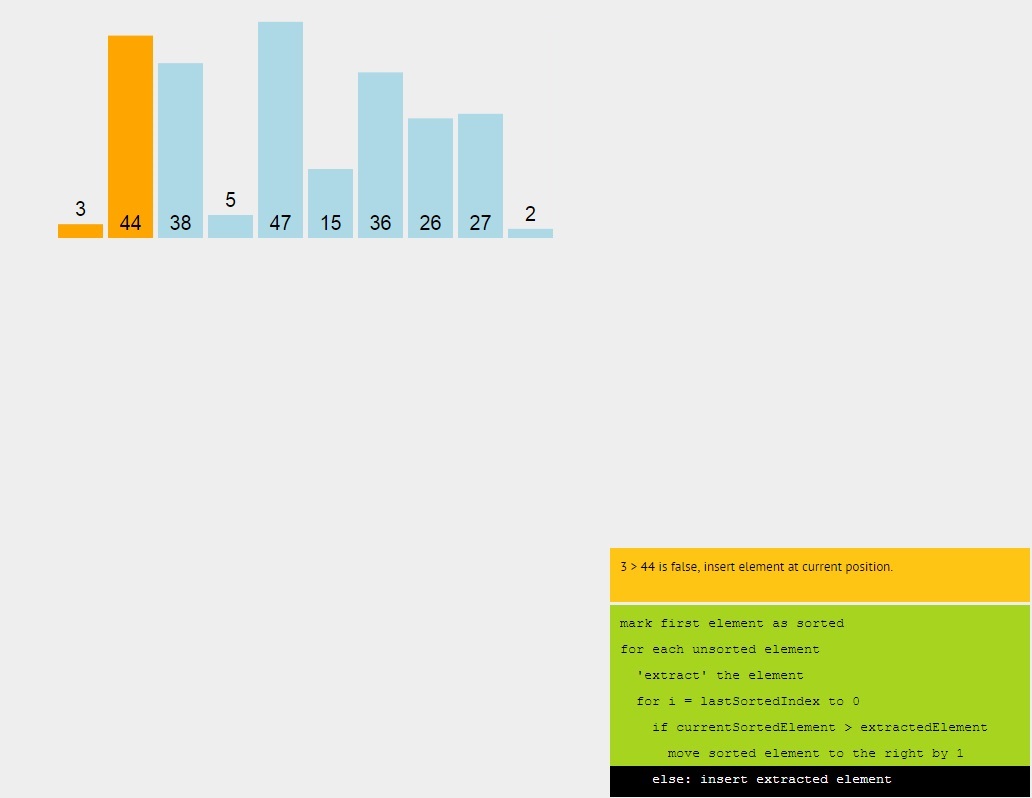 3 44 38 5 47 15 36 26 27 2
3 > 44 is false, insert element at current position.
mark first element as sorted
for each unsorted element
'extract' the element
for i = lastSortedIndex to 0
if currentSortedElement > extractedElement
move sorted element to the right by 1
else: insert extracted element